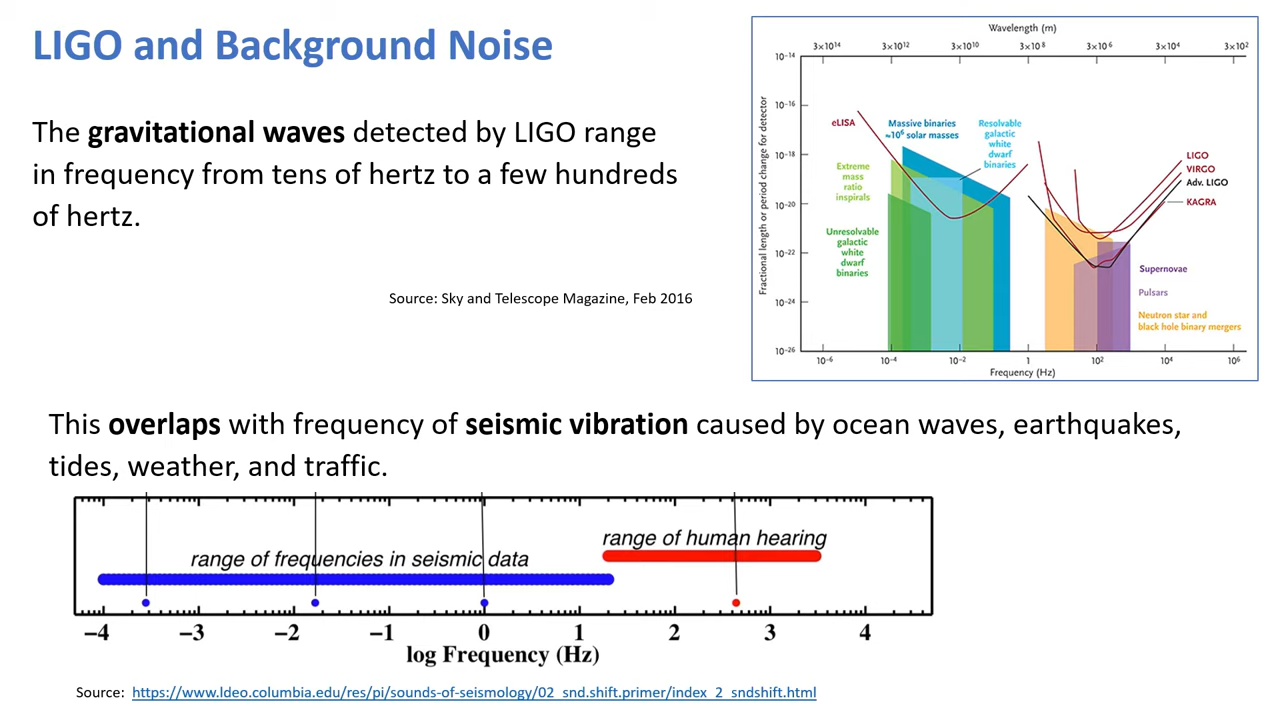 LIGO and Background Noise
The gravitational waves detected by LIGO range
in frequency from tens of hertz to a few hundreds
of hertz.
Source: Sky and Telescope Magazine, Feb 2016
Wavelength (m)
3×10¹⁴ 3×10¹² 3×10¹⁰ 3×10⁸ 3×10⁶ 3×10⁴ 3×10²
Fractional length or period change for detector
10⁻¹⁴
10⁻¹⁶
10⁻¹⁸
10⁻²⁰
10⁻²²
10⁻²⁴
10⁻²⁶
eLISA
Massive binaries
≈10⁶ solar masses
Resolvable
galactic
white
dwarf
binaries
Extreme
mass
ratio
inspirals
Unresolvable
galactic
white
dwarf
binaries
LIGO
VIRGO
Adv. LIGO
KAGRA
Supernovae
Pulsars
Neutron star and
black hole binary mergers
10⁻⁶ 10⁻⁴ 10⁻² 1 10² 10⁴ 10⁶
Frequency (Hz)
This overlaps with frequency of seismic vibration caused by ocean waves, earthquakes,
tides, weather, and traffic.
range of human hearing
range of frequencies in seismic data
−4 −3 −2 −1 0 1 2 3 4
log Frequency (Hz)
Source: https://www.ldeo.columbia.edu/res/pi/sounds-of-seismology/02_snd.shift.primer/index_2_sndshift.html